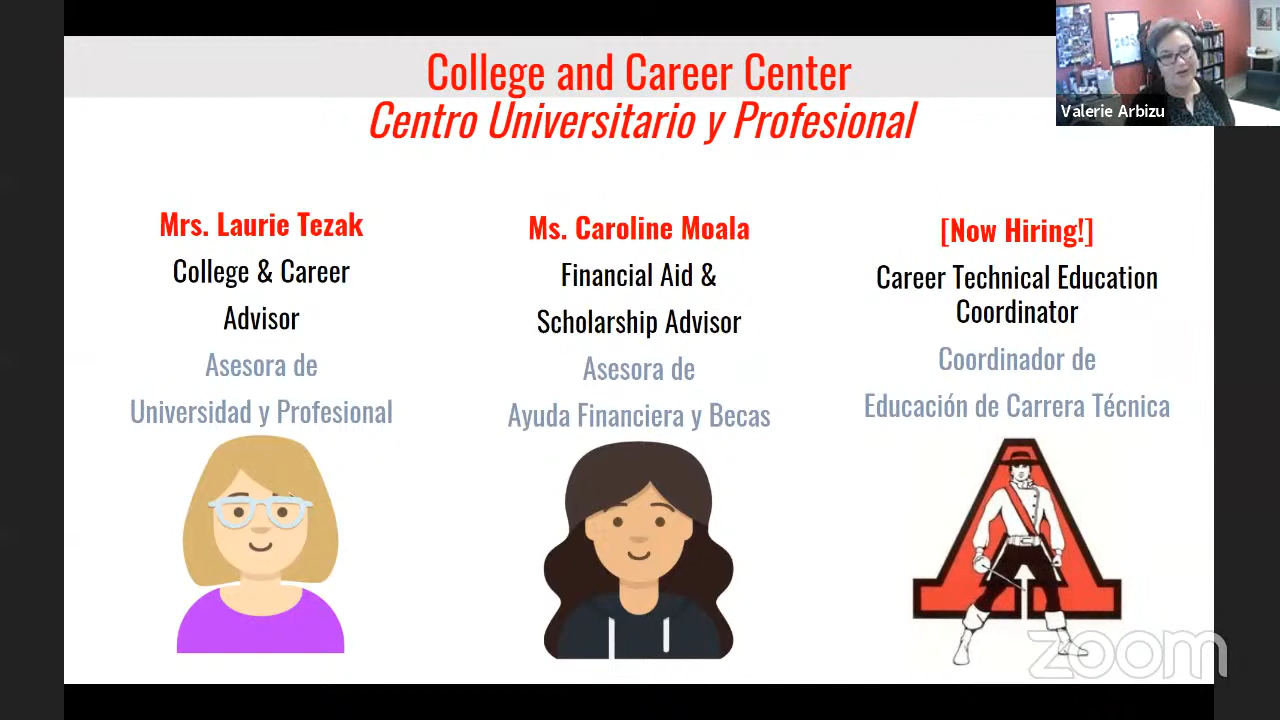 College and Career Center
Centro Universitario y Profesional
Valerie Arbizu
Mrs. Laurie Tezak
College & Career
Advisor
Asesora de
Universidad y Profesional
Ms. Caroline Moala
Financial Aid &
Scholarship Advisor
Asesora de
Ayuda Financiera y Becas
[Now Hiring!]
Career Technical Education
Coordinator
Coordinador de
Educación de Carrera Técnica
A
zoom